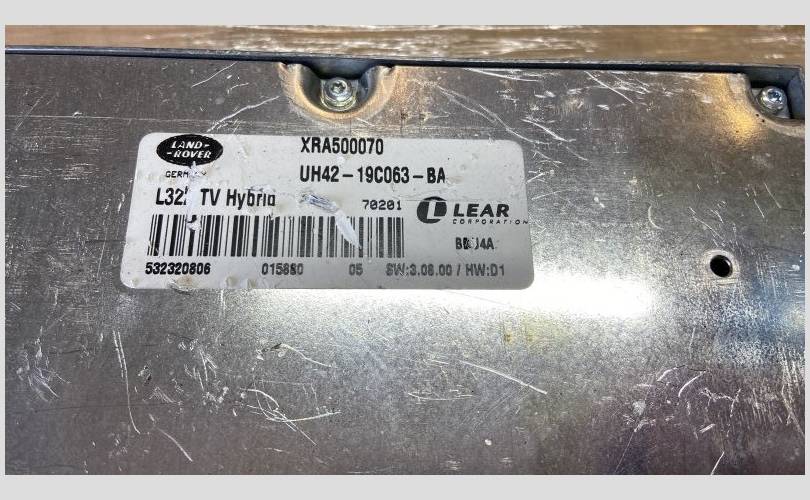 LAND-
-ROVER
XRA500070
UH42-19C063-BA
TV Hybrid
70201
LEAR
CORPORATION
532320806 015880 05 SW:3.08.00 / HW:D1